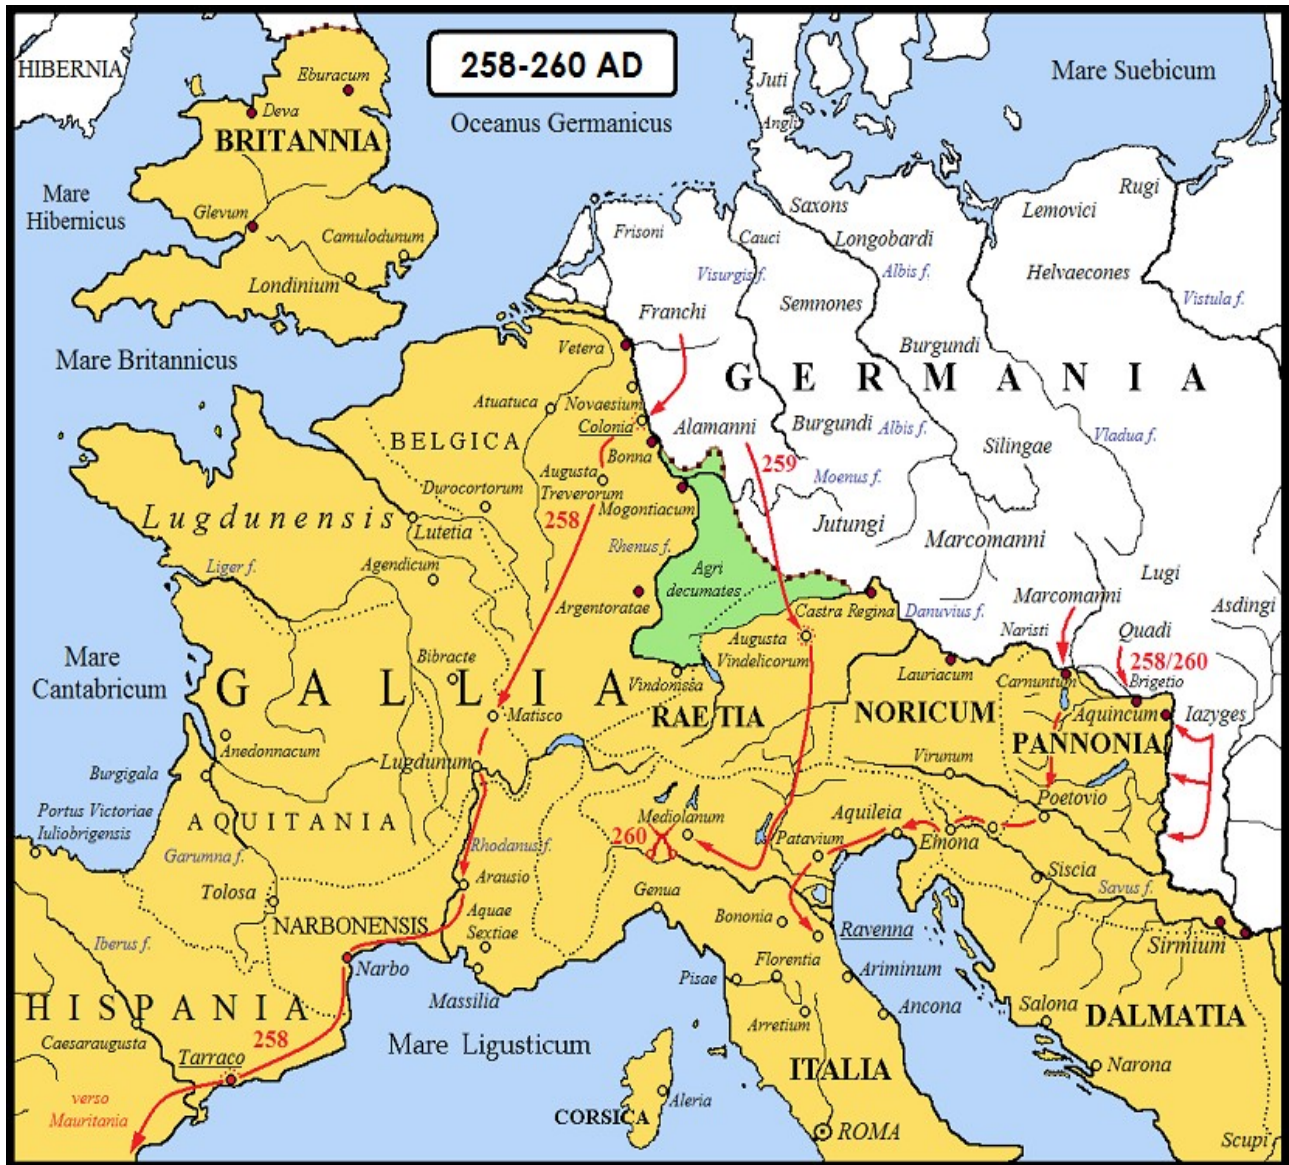 258-260 AD
HIBERNIA
Eburacum
Mare Suebicum
Juti
Deva
Oceanus Germanicus
Angli
BRITANNIA
Mare
Hibernicus
Glevum
Camulodunum
Londinium
Rugi
Lemovici
Saxons
Frisoni
Cauci
Longobardi
Visurgis f.
Albis f.
Helvaecones
Vistula f.
Semnones
Franchi
Mare Britannicus
Vetera
Burgundi
GERMANIA
Atuatuca
Novaesium
Colonia
Alamanni
Burgundi
Albis f.
Vladua f.
BELGICA
Bonna
259
Silingae
Augusta
Treverorum
Moenus f.
Durocortorum
Mogontiacum
258
Lugdunensis
Lutetia
Jutungi
Marcomanni
Rhenus f.
Liger f.
Agendicum
Agri
decumates
Lugi
Argentoratae
Castra Regina
Danuvius f.
Marcomanni
Asdingi
Augusta
Vindelicorum
Naristi
Quadi
Mare
Cantabricum
Bibracte
258/260
GALLIA
Vindonissa
Lauriacum
Carnuntum
Brigetio
Matisco
RAETIA
NORICUM
Aquincum
Iazyges
Anedonnacum
PANNONIA
Lugdunum
Virunum
Burgigala
Poetovio
Portus Victoriae
Iuliobrigensis
AQUITANIA
Mediolanum
Aquileia
260
Patavium
Emona
Garumna f.
Rhodanus f.
Arausio
Siscia
Savus f.
Tolosa
Genua
Aquae
Sextiae
NARBONENSIS
Bononia
Ravenna
Iberus f.
Sirmium
Narbo
Florentia
Pisae
Ariminum
HISPANIA
Massilia
Ancona
Salona
DALMATIA
Arretium
Caesaraugusta
258
Mare Ligusticum
Tarraco
ITALIA
Narona
verso
Mauritania
CORSICA
Aleria
ROMA
Scupi